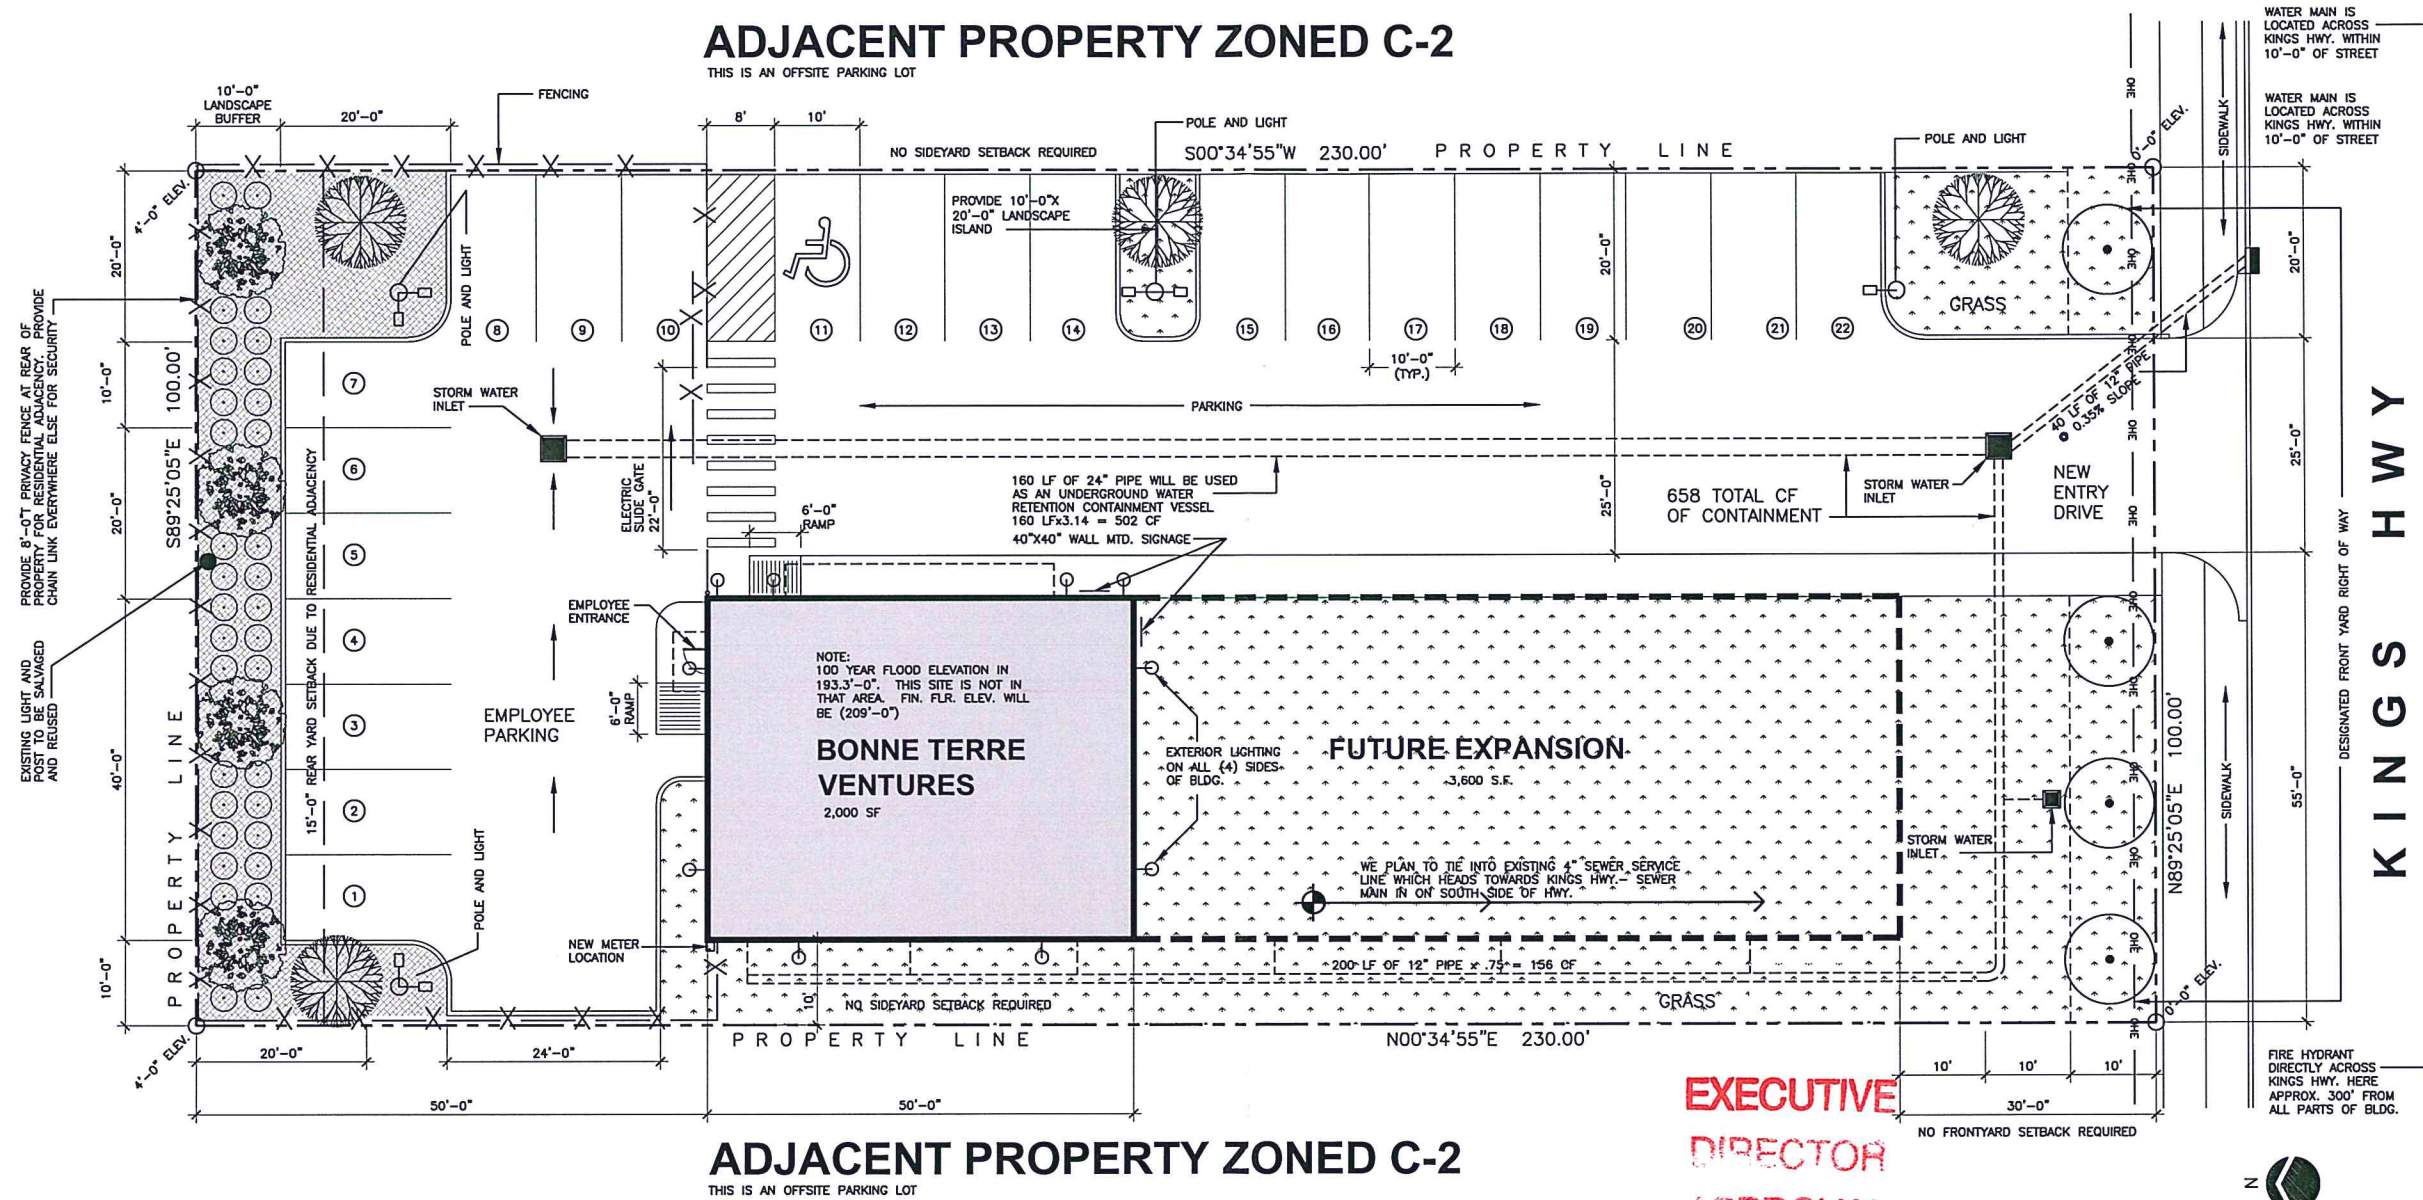 ADJACENT PROPERTY ZONED C-2
THIS IS AN OFFSITE PARKING LOT
WATER MAIN IS
LOCATED ACROSS
KINGS HWY. WITHIN
10'-0" OF STREET
WATER MAIN IS
LOCATED ACROSS
KINGS HWY. WITHIN
10'-0" OF STREET
10'-0"
LANDSCAPE
BUFFER
20'-0"
FENCING
8'
10'
POLE AND LIGHT
POLE AND LIGHT
NO SIDEYARD SETBACK REQUIRED
S00°34'55"W 230.00'
PROPERTY LINE
0'-0" ELEV.
SIDEWALK
OHE
OHE
OHE
OHE
OHE
OHE
OHE
OHE
OHE
OHE
OHE
OHE
OHE
4'-0" ELEV.
20'-0"
10'-0"
20'-0"
40'-0"
10'-0"
PROVIDE 8'-0"T PRIVACY FENCE AT REAR OF
PROPERTY FOR RESIDENTIAL ADJACENCY. PROVIDE
CHAIN LINK EVERYWHERE ELSE FOR SECURITY
EXISTING LIGHT AND
POST TO BE SALVAGED
AND REUSED
S89°25'05"E 100.00'
PROPERTY LINE
15'-0" REAR YARD SETBACK DUE TO RESIDENTIAL ADJACENCY
POLE AND LIGHT
PROVIDE 10'-0"X
20'-0" LANDSCAPE
ISLAND
20'-0"
GRASS
20'-0"
8
9
10
11
12
13
14
15
16
17
18
19
20
21
22
7
6
5
4
3
2
1
10'-0"
(TYP.)
STORM WATER
INLET
PARKING
40 LF OF 12" PIPE
@ 0.35% SLOPE
ELECTRIC
SLIDE GATE
22'-0"
6'-0"
RAMP
160 LF OF 24" PIPE WILL BE USED
AS AN UNDERGROUND WATER
RETENTION CONTAINMENT VESSEL
160 LFx3.14 = 502 CF
40"X40" WALL MTD. SIGNAGE
25'-0"
658 TOTAL CF
OF CONTAINMENT
STORM WATER
INLET
NEW
ENTRY
DRIVE
25'-0"
DESIGNATED FRONT YARD RIGHT OF WAY
KINGS HWY
EMPLOYEE
ENTRANCE
6'-0"
RAMP
EMPLOYEE
PARKING
NOTE:
100 YEAR FLOOD ELEVATION IN
193.3'-0". THIS SITE IS NOT IN
THAT AREA. FIN. FLR. ELEV. WILL
BE (209'-0")
BONNE TERRE
VENTURES
2,000 SF
EXTERIOR LIGHTING
ON ALL (4) SIDES
OF BLDG.
FUTURE EXPANSION
3,600 S.F.
STORM WATER
INLET
N89°25'05"E 100.00'
SIDEWALK
55'-0"
WE PLAN TO TIE INTO EXISTING 4" SEWER SERVICE
LINE WHICH HEADS TOWARDS KINGS HWY.- SEWER
MAIN IN ON SOUTH SIDE OF HWY.
POLE AND LIGHT
NEW METER
LOCATION
200 LF OF 12" PIPE x .75 = 156 CF
10'
NO SIDEYARD SETBACK REQUIRED
GRASS
0'-0" ELEV.
4'-0" ELEV.
PROPERTY LINE
N00°34'55"E 230.00'
20'-0"
24'-0"
10'
10'
10'
50'-0"
50'-0"
30'-0"
NO FRONTYARD SETBACK REQUIRED
FIRE HYDRANT
DIRECTLY ACROSS
KINGS HWY. HERE
APPROX. 300' FROM
ALL PARTS OF BLDG.
EXECUTIVE
DIRECTOR
ADJACENT PROPERTY ZONED C-2
THIS IS AN OFFSITE PARKING LOT
N